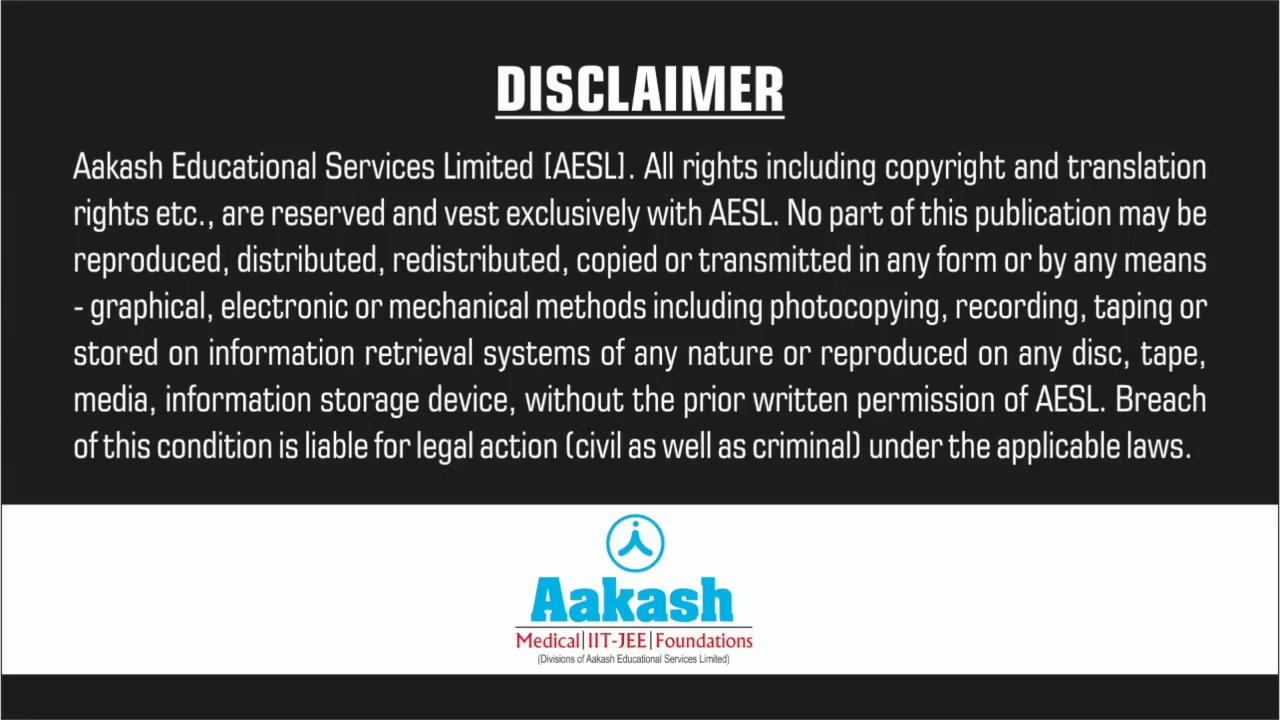 DISCLAIMER
Aakash Educational Services Limited [AESL]. All rights including copyright and translation
rights etc., are reserved and vest exclusively with AESL. No part of this publication may be
reproduced, distributed, redistributed, copied or transmitted in any form or by any means
- graphical, electronic or mechanical methods including photocopying, recording, taping or
stored on information retrieval systems of any nature or reproduced on any disc, tape,
media, information storage device, without the prior written permission of AESL. Breach
of this condition is liable for legal action (civil as well as criminal) under the applicable laws.
Aakash
Medical|IIT-JEE|Foundations
(Divisions of Aakash Educational Services Limited)